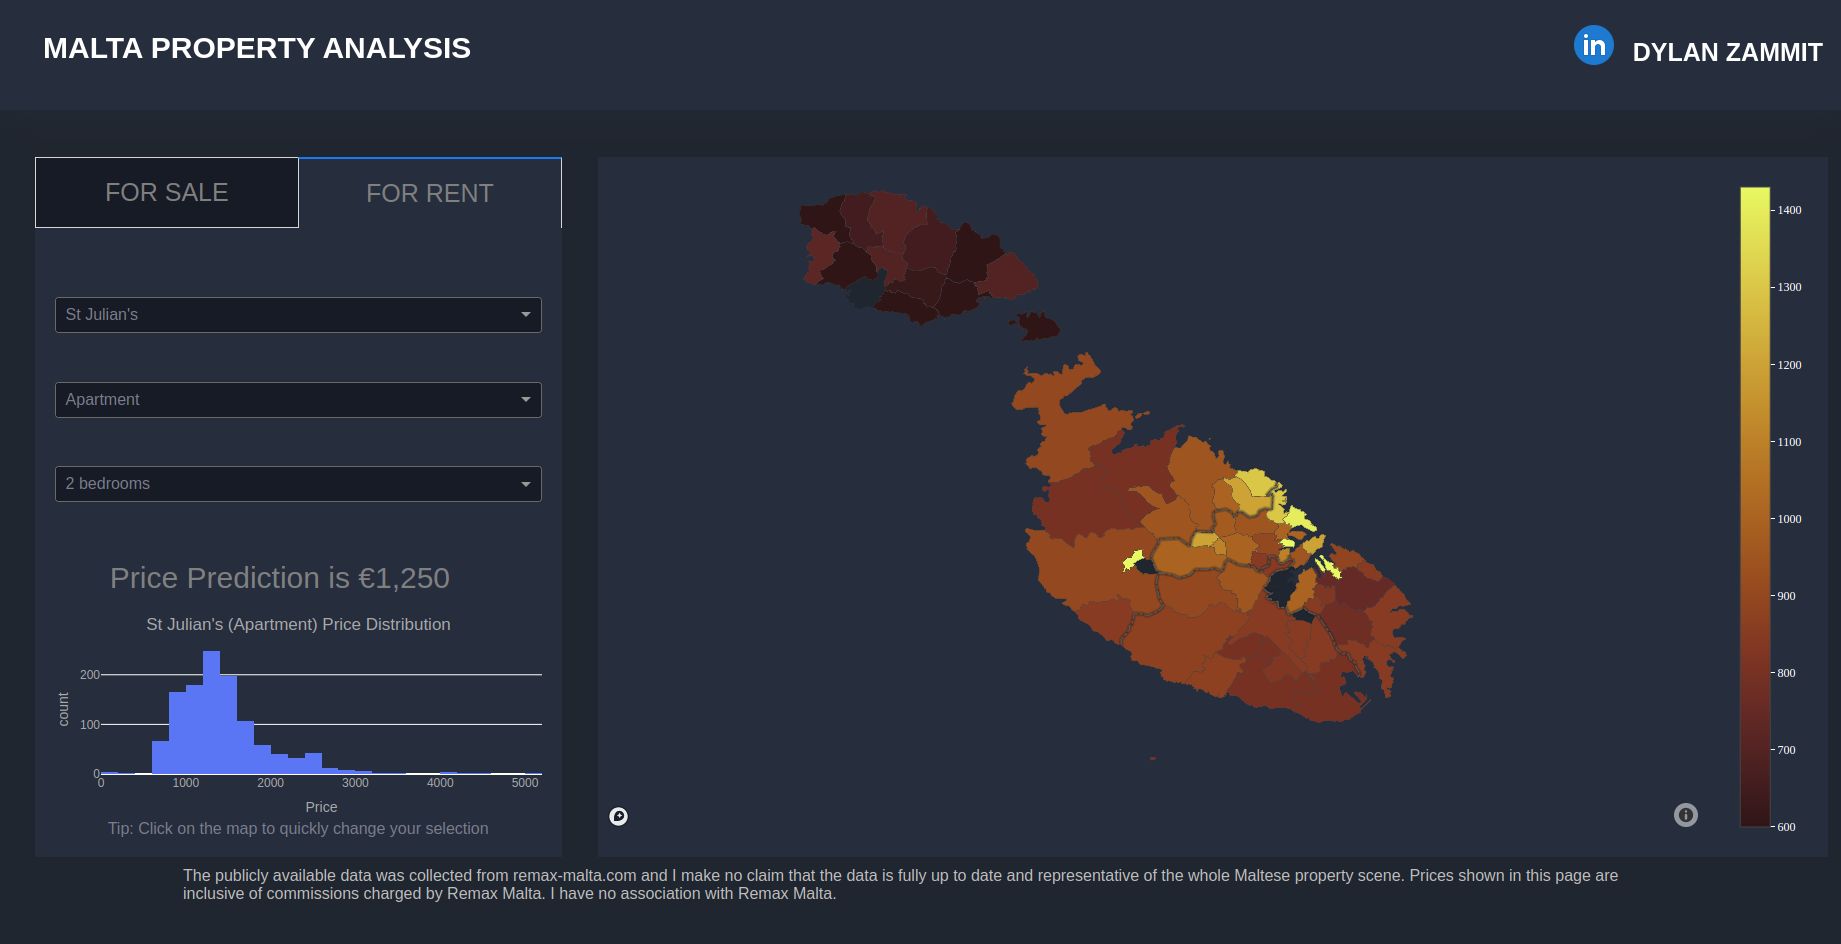 MALTA PROPERTY ANALYSIS
in
DYLAN ZAMMIT
FOR SALE
FOR RENT
St Julian's
Apartment
2 bedrooms
Price Prediction is €1,250
St Julian's (Apartment) Price Distribution
200
100
0
count
0
1000
2000
3000
4000
5000
Price
Tip: Click on the map to quickly change your selection
1400
1300
1200
1100
1000
900
800
700
600
The publicly available data was collected from remax-malta.com and I make no claim that the data is fully up to date and representative of the whole Maltese property scene. Prices shown in this page are
inclusive of commissions charged by Remax Malta. I have no association with Remax Malta.